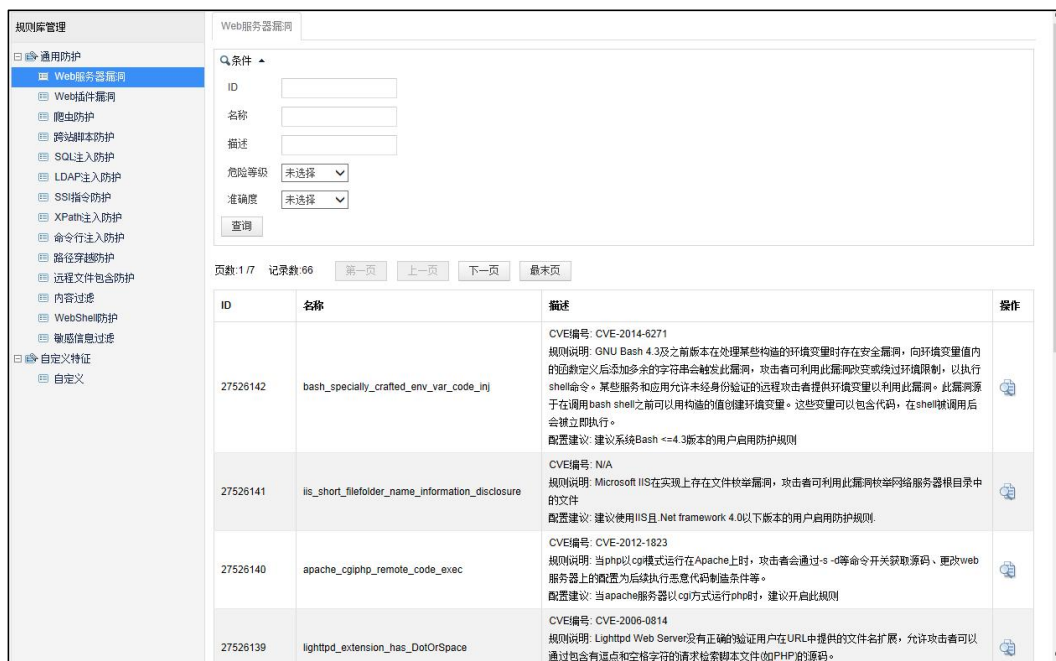 规则库管理
Web服务器漏洞
通用防护
Web服务器漏洞
Web插件漏洞
爬虫防护
跨站脚本防护
SQL注入防护
LDAP注入防护
SSI指令防护
XPath注入防护
命令行注入防护
路径穿越防护
远程文件包含防护
内容过滤
WebShell防护
敏感信息过滤
自定义特征
自定义
条件
ID
名称
描述
危险等级 未选择
准确度 未选择
查询
页数:1 /7 记录数:66 第一页 上一页 下一页 最末页
ID 名称 描述 操作
27526142 bash_specially_crafted_env_var_code_inj
CVE编号: CVE-2014-6271
规则说明: GNU Bash 4.3及之前版本在处理某些构造的环境变量时存在安全漏洞，向环境变量值内
的函数定义后添加多余的字符串会触发此漏洞，攻击者可利用此漏洞改变或绕过环境限制，以执行
shell命令。某些服务和应用允许未经身份验证的远程攻击者提供环境变量以利用此漏洞。此漏洞源
于在调用bash shell之前可以用构造的值创建环境变量。这些变量可以包含代码，在shell被调用后
会被立即执行。
配置建议: 建议系统Bash <=4.3版本的用户启用防护规则
27526141 iis_short_filefolder_name_information_disclosure
CVE编号: N/A
规则说明: Microsoft IIS在实现上存在文件枚举漏洞，攻击者可利用此漏洞枚举网络服务器根目录中
的文件
配置建议: 建议使用IIS且.Net framework 4.0以下版本的用户启用防护规则.
27526140 apache_cgiphp_remote_code_exec
CVE编号: CVE-2012-1823
规则说明: 当php以cgi模式运行在Apache上时，攻击者会通过-s -d等命令开关获取源码、更改web
服务器上的配置为后续执行恶意代码制造条件等。
配置建议: 当apache服务器以cgi方式运行php时，建议开启此规则
27526139 lighttpd_extension_has_DotOrSpace
CVE编号: CVE-2006-0814
规则说明: Lighttpd Web Server没有正确的验证用户在URL中提供的文件名扩展，允许攻击者可以
通过包含有逗点和空格字符的请求检索脚本文件(如PHP)的源码。